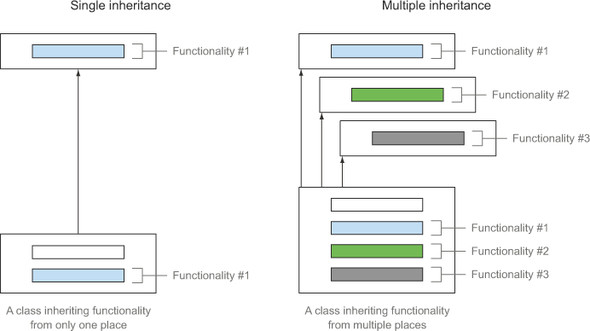 Single inheritance
Functionality #1
Functionality #1
A class inheriting functionality
from only one place
Multiple inheritance
Functionality #1
Functionality #2
Functionality #3
Functionality #1
Functionality #2
Functionality #3
A class inheriting functionality
from multiple places